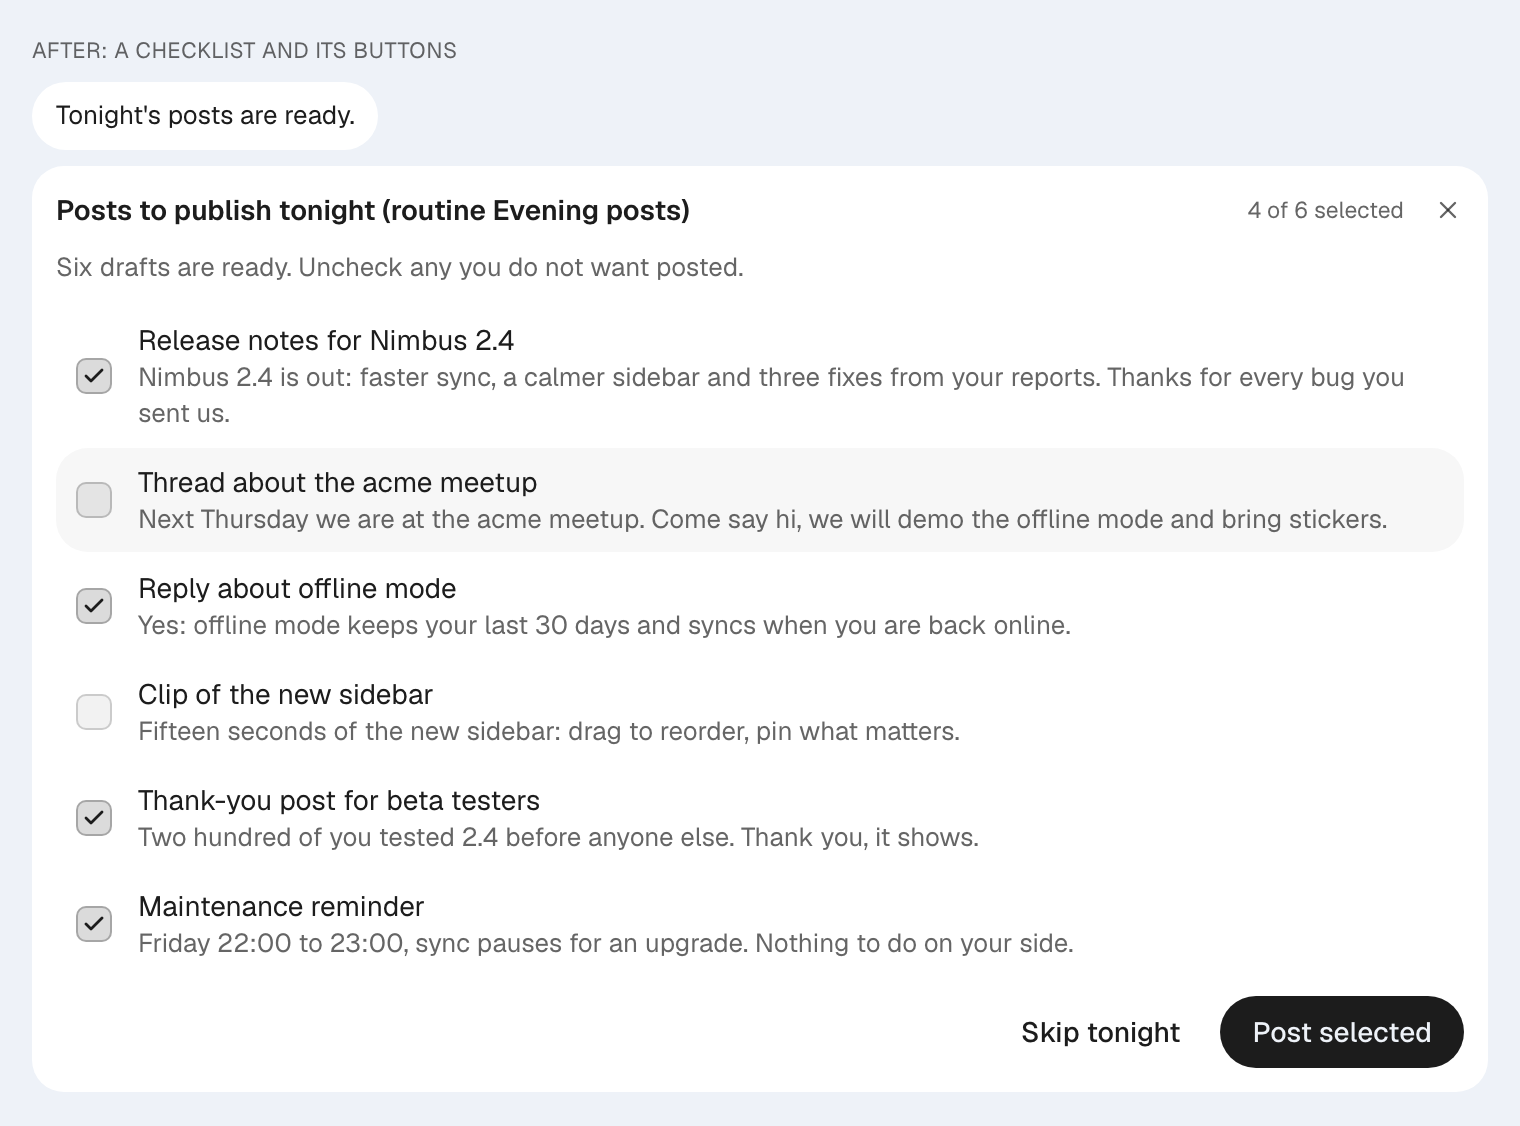 AFTER: A CHECKLIST AND ITS BUTTONS
Tonight's posts are ready.
Posts to publish tonight (routine Evening posts)
4 of 6 selected
Six drafts are ready. Uncheck any you do not want posted.
Release notes for Nimbus 2.4
Nimbus 2.4 is out: faster sync, a calmer sidebar and three fixes from your reports. Thanks for every bug you
sent us.
Thread about the acme meetup
Next Thursday we are at the acme meetup. Come say hi, we will demo the offline mode and bring stickers.
Reply about offline mode
Yes: offline mode keeps your last 30 days and syncs when you are back online.
Clip of the new sidebar
Fifteen seconds of the new sidebar: drag to reorder, pin what matters.
Thank-you post for beta testers
Two hundred of you tested 2.4 before anyone else. Thank you, it shows.
Maintenance reminder
Friday 22:00 to 23:00, sync pauses for an upgrade. Nothing to do on your side.
Skip tonight
Post selected